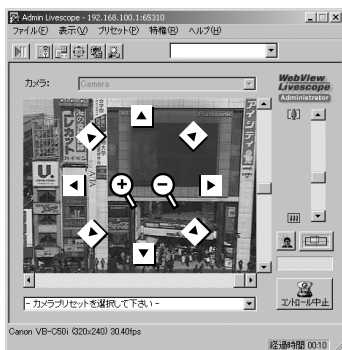 Admin Livescope - 192.168.100.1:65310
ファイル(F) 表示(V) プリセット(P) 特権(R) ヘルプ(H)
カメラ:
Camera
WebView
Livescope
Administrator
Panasonic
ALTA
U.
- カメラプリセットを選択して下さい -
コントロール中止
Canon VB-C50i (320x240) 30.40fps
経過時間 00:10